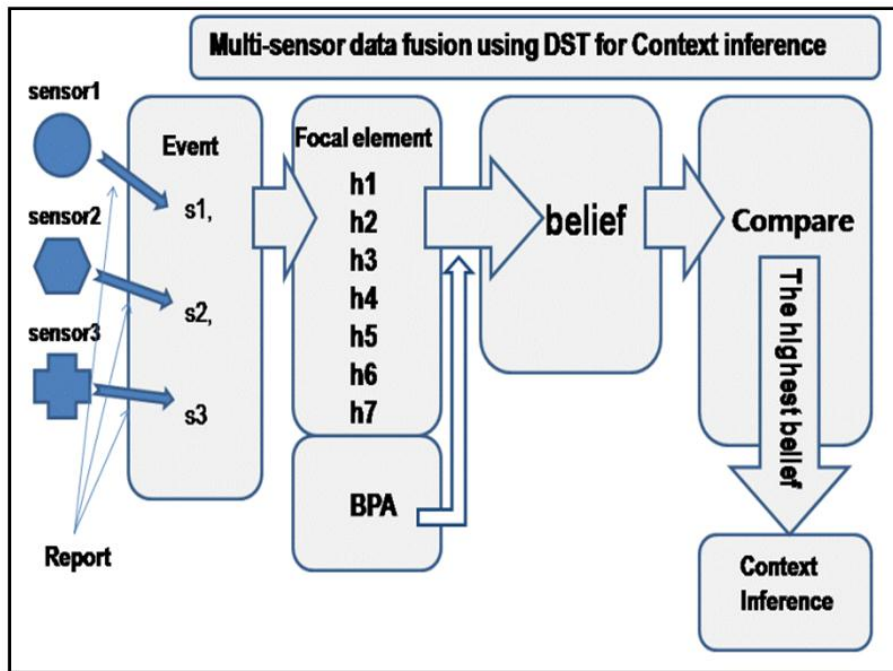 Multi-sensor data fusion using DST for Context inference
sensor1
sensor2
sensor3
Report
Event
s1,
s2,
s3
Focal element
h1
h2
h3
h4
h5
h6
h7
BPA
belief
Compare
The highest belief
Context
Inference